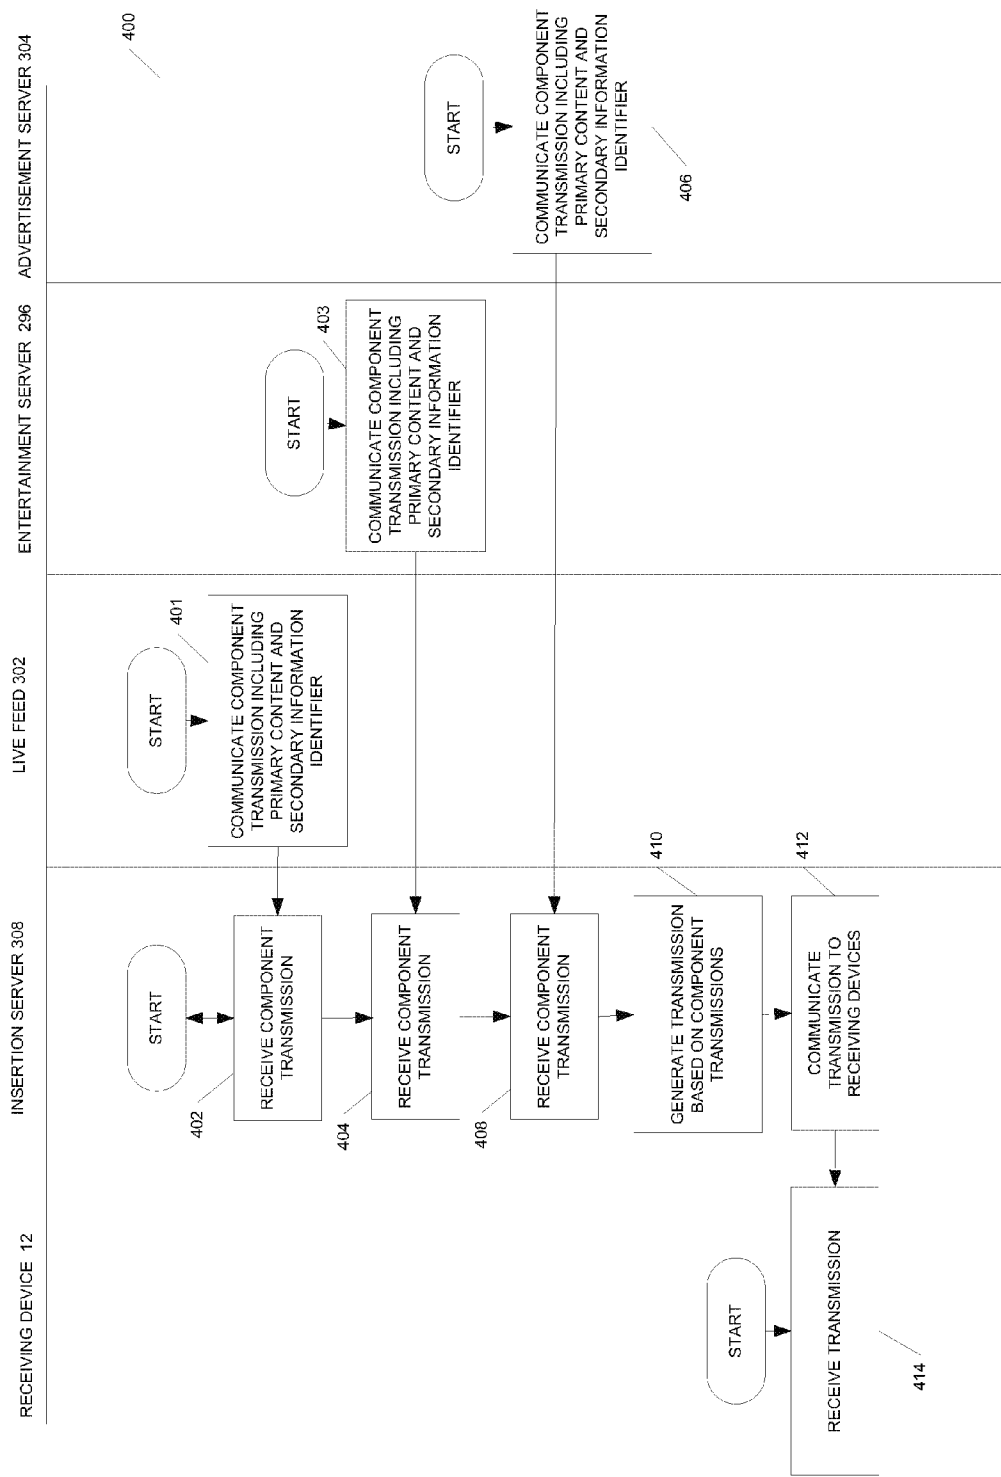 RECEIVING DEVICE 12
INSERTION SERVER 308
LIVE FEED 302
ENTERTAINMENT SERVER 296
ADVERTISEMENT SERVER 304
400
START
402
RECEIVE COMPONENT
TRANSMISSION
START
401
COMMUNICATE COMPONENT
TRANSMISSION INCLUDING
PRIMARY CONTENT AND
SECONDARY INFORMATION
IDENTIFIER
START
403
COMMUNICATE COMPONENT
TRANSMISSION INCLUDING
PRIMARY CONTENT AND
SECONDARY INFORMATION
IDENTIFIER
404
RECEIVE COMPONENT
TRANSMISSION
START
COMMUNICATE COMPONENT
TRANSMISSION INCLUDING
PRIMARY CONTENT AND
SECONDARY INFORMATION
IDENTIFIER
406
408
RECEIVE COMPONENT
TRANSMISSION
410
GENERATE TRANSMISSION
BASED ON COMPONENT
TRANSMISSIONS
412
COMMUNICATE
TRANSMISSION TO
RECEIVING DEVICES
START
RECEIVE TRANSMISSION
414